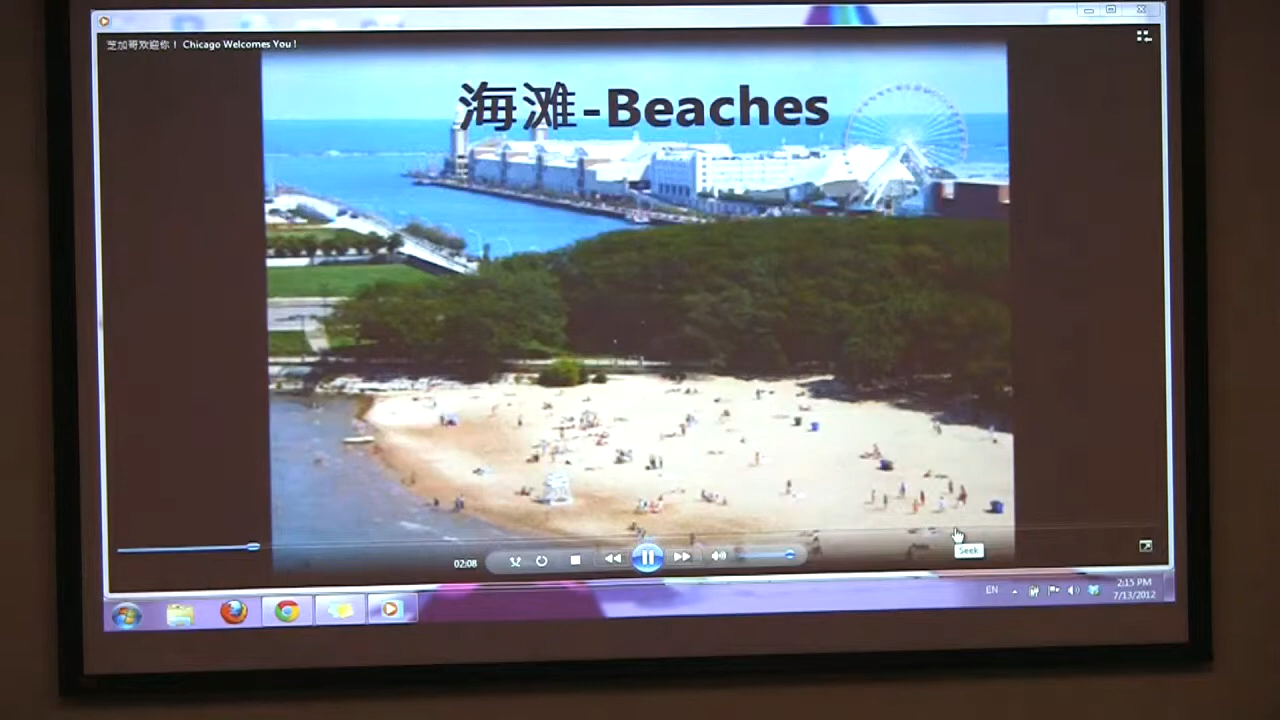 芝加哥欢迎你！ Chicago Welcomes You !
海滩-Beaches
02:08
Seek
EN
2:15 PM
7/13/2012